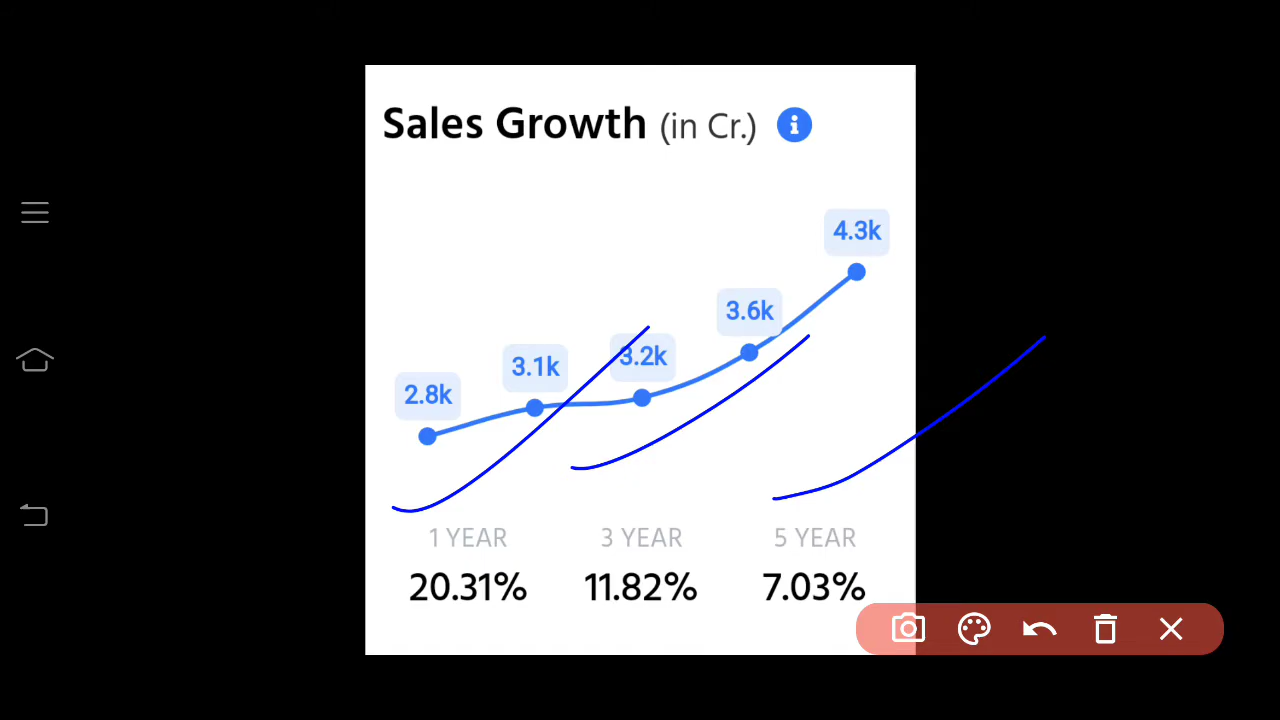 Sales Growth (in Cr.)
4.3k
3.6k
3.2k
3.1k
2.8k
1 YEAR 3 YEAR 5 YEAR
20.31% 11.82% 7.03%